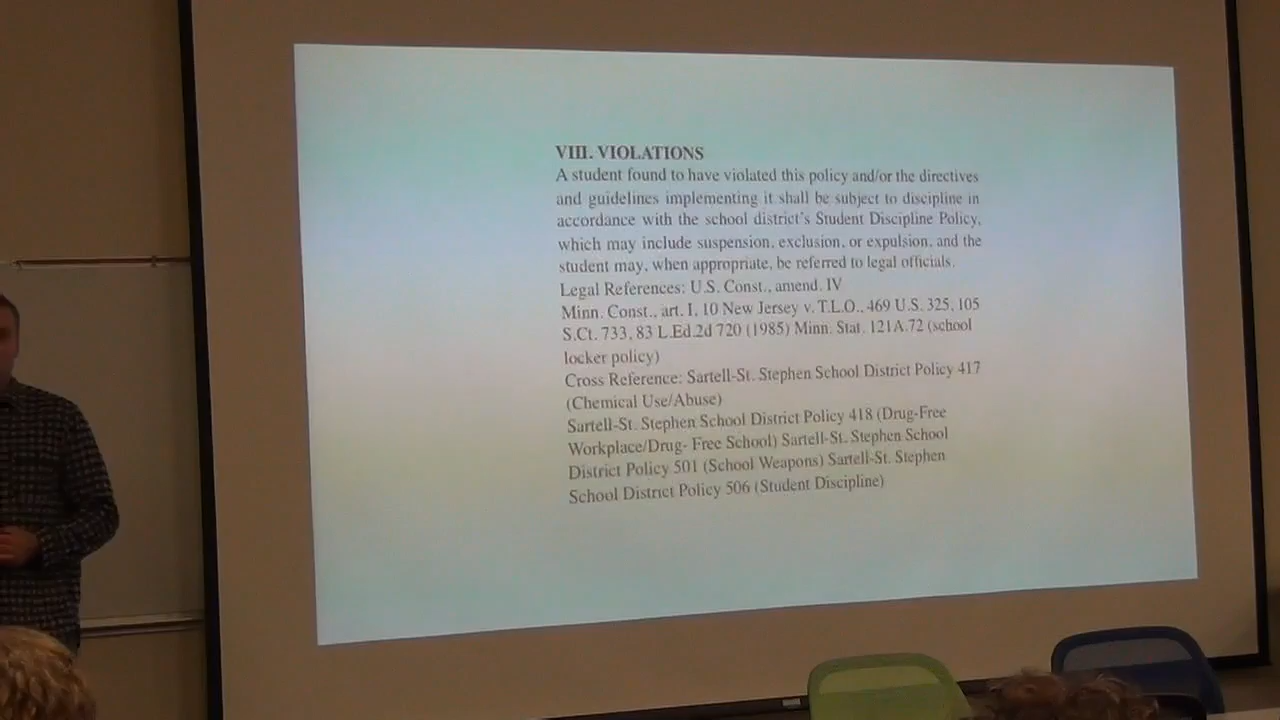 VIII. VIOLATIONS
A student found to have violated this policy and/or the directives
and guidelines implementing it shall be subject to discipline in
accordance with the school district's Student Discipline Policy,
which may include suspension, exclusion, or expulsion, and the
student may, when appropriate, be referred to legal officials.
Legal References: U.S. Const., amend. IV
Minn. Const., art. I, 10 New Jersey v. T.L.O., 469 U.S. 325, 105
S.Ct. 733, 83 L.Ed.2d 720 (1985) Minn. Stat. 121A.72 (school
locker policy)
Cross Reference: Sartell-St. Stephen School District Policy 417
(Chemical Use/Abuse)
Sartell-St. Stephen School District Policy 418 (Drug-Free
Workplace/Drug- Free School) Sartell-St. Stephen School
District Policy 501 (School Weapons) Sartell-St. Stephen
School District Policy 506 (Student Discipline)